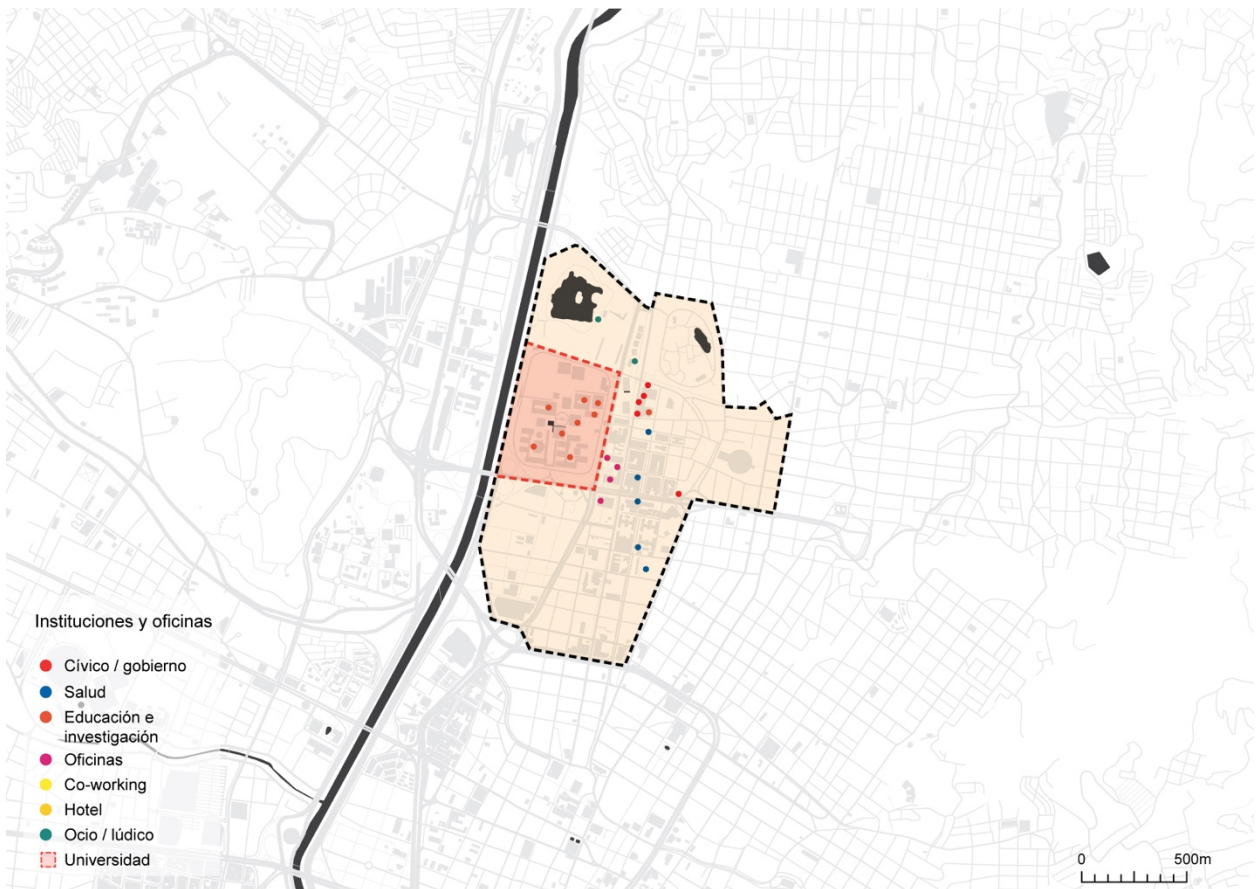 Instituciones y oficinas
Cívico / gobierno
Salud
Educación e
investigación
Oficinas
Co-working
Hotel
Ocio / lúdico
Universidad
0 500m